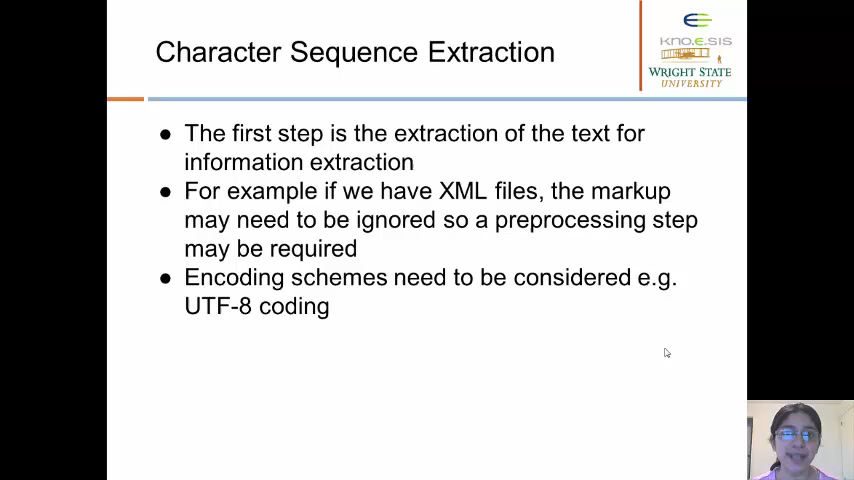 Character Sequence Extraction
KNO.E.SIS
WRIGHT STATE
UNIVERSITY
● The first step is the extraction of the text for
information extraction
● For example if we have XML files, the markup
may need to be ignored so a preprocessing step
may be required
● Encoding schemes need to be considered e.g.
UTF-8 coding